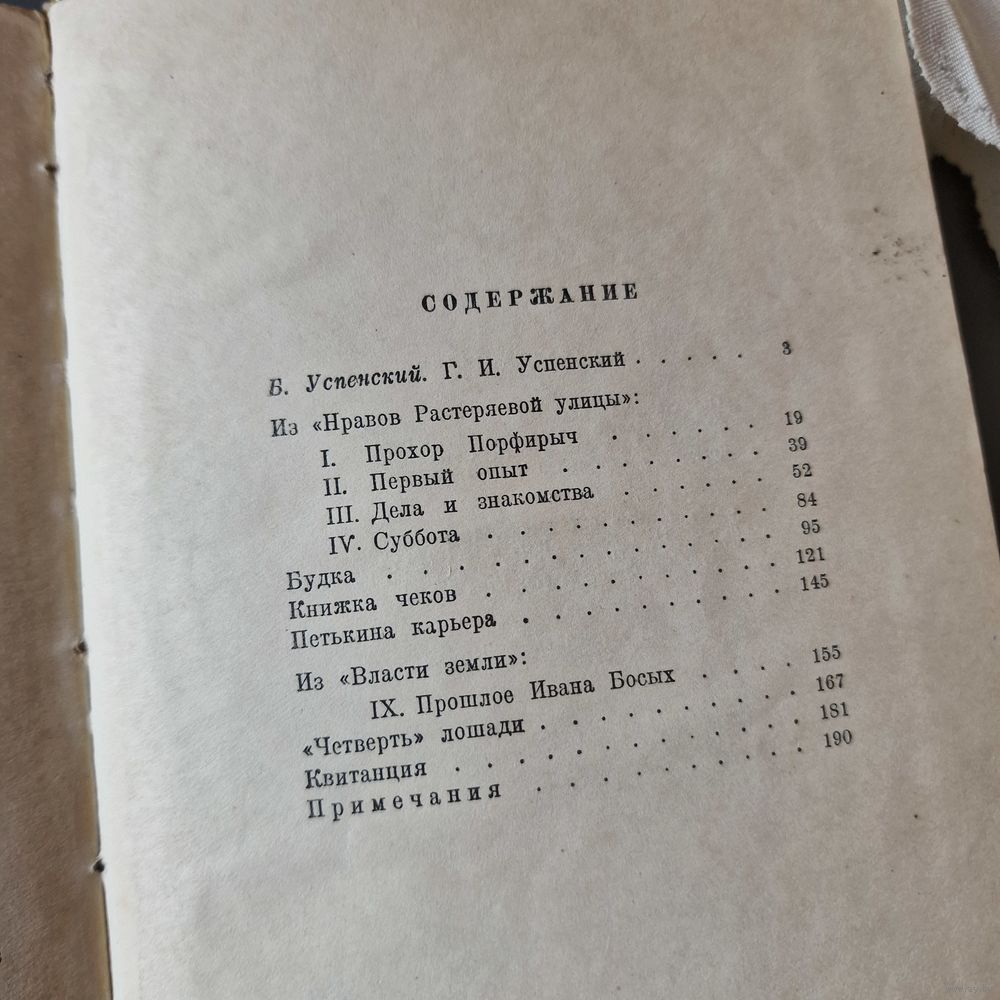 СОДЕРЖАНИЕ
Б. Успенский. Г. И. Успенский . . . . . 3
Из «Нравов Растеряевой улицы»:
I. Прохор Порфирыч . . . . . 19
II. Первый опыт . . . . . . . 39
III. Дела и знакомства . . . . . 52
IV. Суббота . . . . . . . . . 84
Будка . . . . . . . . . . . 95
Книжка чеков . . . . . . . . . 121
Петькина карьера . . . . . . . . 145
Из «Власти земли»:
IX. Прошлое Ивана Босых . . . . 155
«Четверть» лошади . . . . . . . . 167
Квитанция . . . . . . . . . . 181
Примечания . . . . . . . . 190